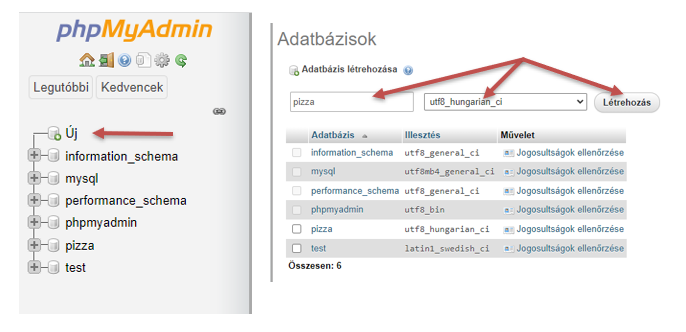 phpMyAdmin
Legutóbbi Kedvencek
Új
information_schema
mysql
performance_schema
phpmyadmin
pizza
test
Adatbázisok
Adatbázis létrehozása
pizza utf8_hungarian_ci Létrehozás
Adatbázis Illesztés Művelet
information_schema utf8_general_ci Jogosultságok ellenőrzése
mysql utf8mb4_general_ci Jogosultságok ellenőrzése
performance_schema utf8_general_ci Jogosultságok ellenőrzése
phpmyadmin utf8_bin Jogosultságok ellenőrzése
pizza utf8_hungarian_ci Jogosultságok ellenőrzése
test latin1_swedish_ci Jogosultságok ellenőrzése
Összesen: 6